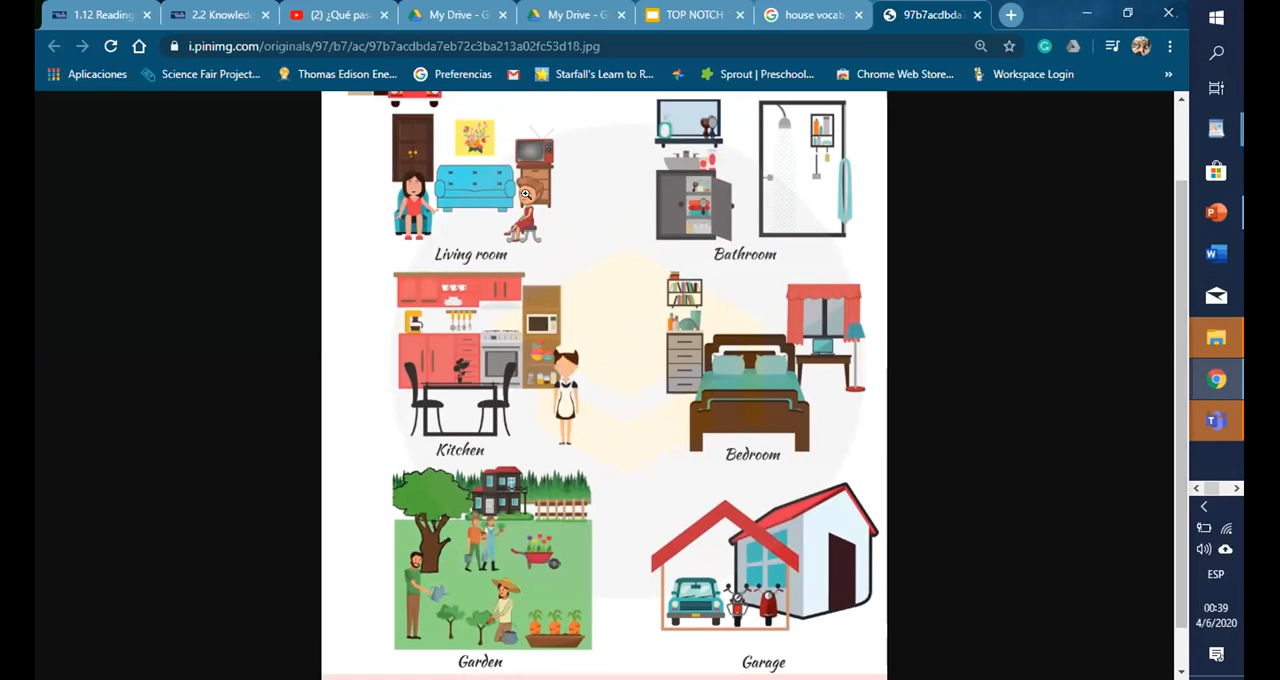 1.12 Reading
2.2 Knowled
(2) ¿Qué pas
My Drive - G
My Drive - G
TOP NOTCH
house vocab
97b7acdbda
i.pinimg.com/originals/97/b7/ac/97b7acdbda7eb72c3ba213a02fc53d18.jpg
Aplicaciones
Science Fair Project...
Thomas Edison Ene...
Preferencias
Starfall's Learn to R...
Sprout | Preschool...
Chrome Web Store...
Workspace Login
»
Living room
Bathroom
Kitchen
Bedroom
Garden
Garage
ESP
00:39
4/6/2020